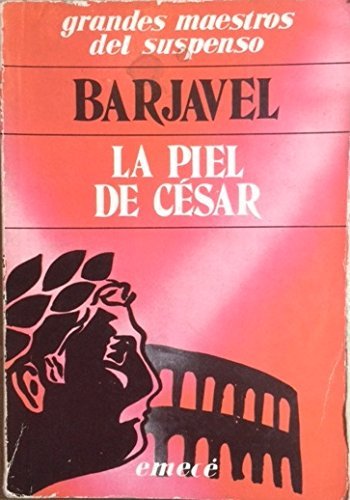 grandes maestros
del suspenso
BARJAVEL
LA PIEL
DE CÉSAR
emecé